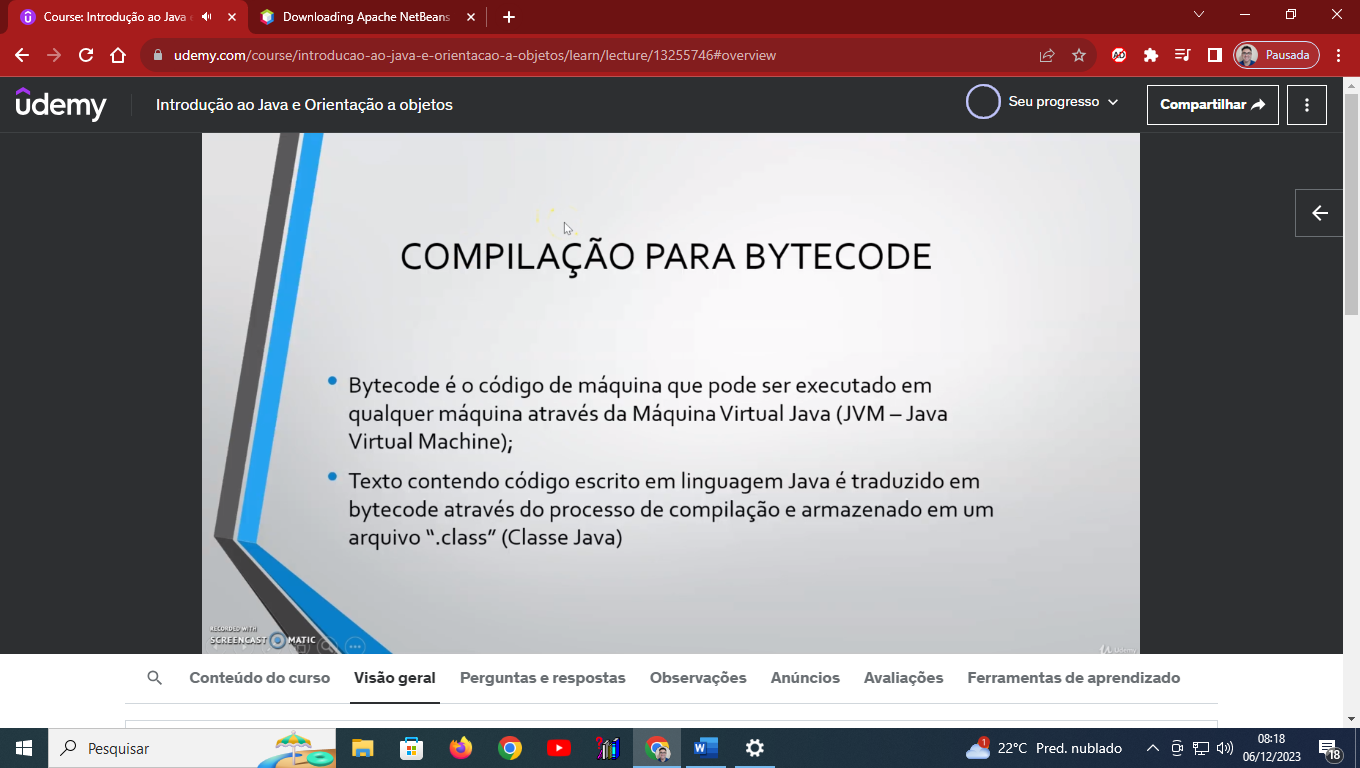 Course: Introdução ao Java e
Downloading Apache NetBeans
udemy.com/course/introducao-ao-java-e-orientacao-a-objetos/learn/lecture/13255746#overview
Pausada
udemy
Introdução ao Java e Orientação a objetos
Seu progresso
Compartilhar
COMPILAÇÃO PARA BYTECODE
Bytecode é o código de máquina que pode ser executado em
qualquer máquina através da Máquina Virtual Java (JVM – Java
Virtual Machine);
Texto contendo código escrito em linguagem Java é traduzido em
bytecode através do processo de compilação e armazenado em um
arquivo “.class” (Classe Java)
RECORDED WITH
SCREENCAST MATIC
Udemy
Conteúdo do curso Visão geral Perguntas e respostas Observações Anúncios Avaliações Ferramentas de aprendizado
Pesquisar
1
22°C Pred. nublado
08:18
06/12/2023
18